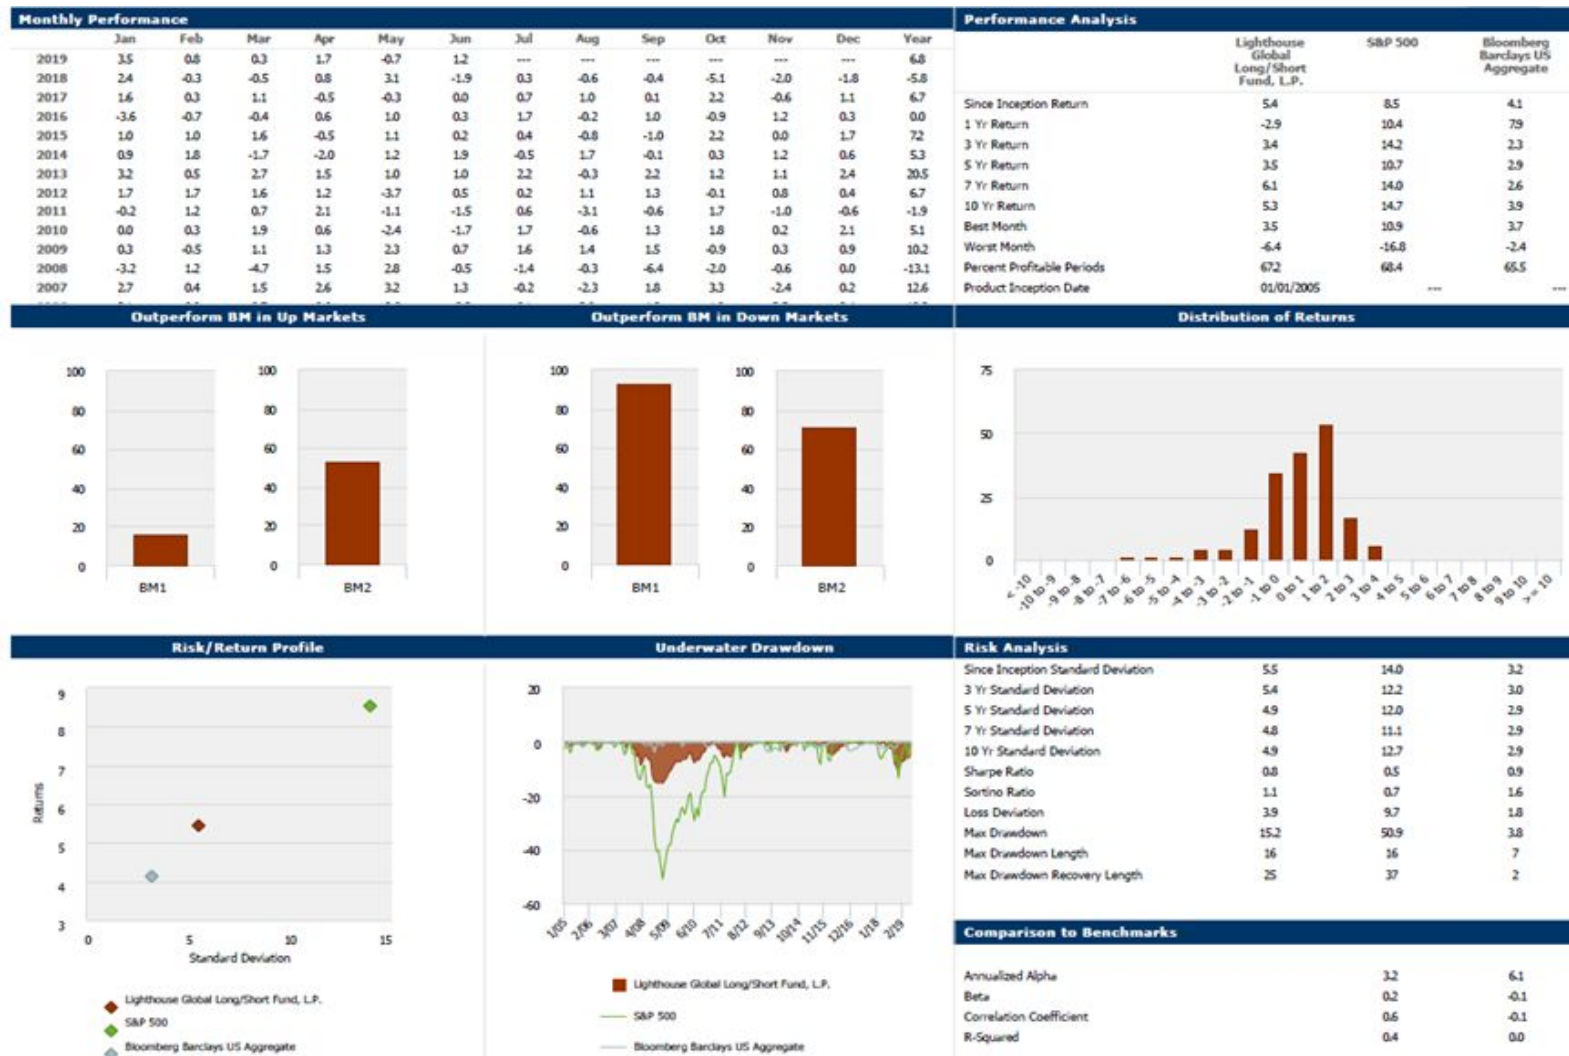 Monthly Performance
Jan Feb Mar Apr May Jun Jul Aug Sep Oct Nov Dec Year
2019 3.5 0.8 0.3 1.7 -0.7 1.2 --- --- --- --- --- --- 6.8
2018 2.4 -0.3 -0.5 0.8 3.1 -1.9 0.3 -0.6 -0.4 -5.1 -2.0 -1.8 -5.8
2017 1.6 0.3 1.1 -0.5 -0.3 0.0 0.7 1.0 0.1 2.2 -0.6 1.1 6.7
2016 -3.6 -0.7 -0.4 0.6 1.0 0.3 1.7 -0.2 1.0 -0.9 1.2 0.3 0.0
2015 1.0 1.0 1.6 -0.5 1.1 0.2 0.4 -0.8 -1.0 2.2 0.0 1.7 7.2
2014 0.9 1.8 -1.7 -2.0 1.2 1.9 -0.5 1.7 -0.1 0.3 1.2 0.6 5.3
2013 3.2 0.5 2.7 1.5 1.0 1.0 2.2 -0.3 2.2 1.2 1.1 2.4 20.5
2012 1.7 1.7 1.6 1.2 -3.7 0.5 0.2 1.1 1.3 -0.1 0.8 0.4 6.7
2011 -0.2 1.2 0.7 2.1 -1.1 -1.5 0.6 -3.1 -0.6 1.7 -1.0 -0.6 -1.9
2010 0.0 0.3 1.9 0.6 -2.4 -1.7 1.7 -0.6 1.3 1.8 0.2 2.1 5.1
2009 0.3 -0.5 1.1 1.3 2.3 0.7 1.6 1.4 1.5 -0.9 0.3 0.9 10.2
2008 -3.2 1.2 -4.7 1.5 2.8 -0.5 -1.4 -0.3 -6.4 -2.0 -0.6 0.0 -13.1
2007 2.7 0.4 1.5 2.6 3.2 1.3 -0.2 -2.3 1.8 3.3 -2.4 0.2 12.6
Performance Analysis
Lighthouse Global Long/Short Fund, L.P. S&P 500 Bloomberg Barclays US Aggregate
Since Inception Return 5.4 8.5 4.1
1 Yr Return -2.9 10.4 7.9
3 Yr Return 3.4 14.2 2.3
5 Yr Return 3.5 10.7 2.9
7 Yr Return 6.1 14.0 2.6
10 Yr Return 5.3 14.7 3.9
Best Month 3.5 10.9 3.7
Worst Month -6.4 -16.8 -2.4
Percent Profitable Periods 67.2 68.4 65.5
Product Inception Date 01/01/2005 --- ---
Outperform BM in Up Markets
100 80 60 40 20 0
BM1
100 80 60 40 20 0
BM2
Outperform BM in Down Markets
100 80 60 40 20 0
BM1
100 80 60 40 20 0
BM2
Distribution of Returns
75
50
25
0
< -10 -10 to -9 -9 to -8 -8 to -7 -7 to -6 -6 to -5 -5 to -4 -4 to -3 -3 to -2 -2 to -1 -1 to 0 0 to 1 1 to 2 2 to 3 3 to 4 4 to 5 5 to 6 6 to 7 7 to 8 8 to 9 9 to 10 >= 10
Risk/Return Profile
Returns
9
8
7
6
5
4
3
0 5 10 15
Standard Deviation
Lighthouse Global Long/Short Fund, L.P.
S&P 500
Bloomberg Barclays US Aggregate
Underwater Drawdown
20
0
-20
-40
-60
1/05 2/06 3/07 4/08 5/09 6/10 7/11 8/12 9/13 10/14 11/15 12/16 1/18 2/19
Lighthouse Global Long/Short Fund, L.P.
S&P 500
Bloomberg Barclays US Aggregate
Risk Analysis
Since Inception Standard Deviation 5.5 14.0 3.2
3 Yr Standard Deviation 5.4 12.2 3.0
5 Yr Standard Deviation 4.9 12.0 2.9
7 Yr Standard Deviation 4.8 11.1 2.9
10 Yr Standard Deviation 4.9 12.7 2.9
Sharpe Ratio 0.8 0.5 0.9
Sortino Ratio 1.1 0.7 1.6
Loss Deviation 3.9 9.7 1.8
Max Drawdown 15.2 50.9 3.8
Max Drawdown Length 16 16 7
Max Drawdown Recovery Length 25 37 2
Comparison to Benchmarks
Annualized Alpha 3.2 6.1
Beta 0.2 -0.1
Correlation Coefficient 0.6 -0.1
R-Squared 0.4 0.0